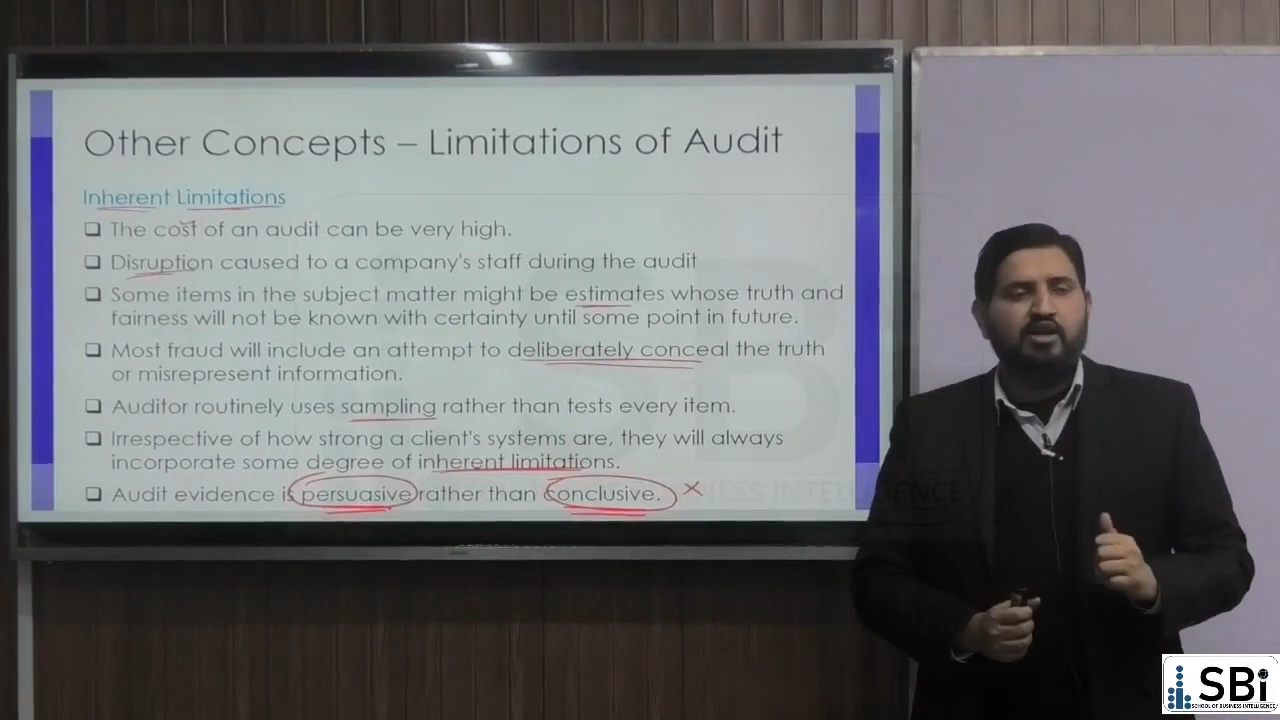 Other Concepts – Limitations of Audit
Inherent Limitations
❑ The cost of an audit can be very high.
❑ Disruption caused to a company's staff during the audit
❑ Some items in the subject matter might be estimates whose truth and
fairness will not be known with certainty until some point in future.
❑ Most fraud will include an attempt to deliberately conceal the truth
or misrepresent information.
❑ Auditor routinely uses sampling rather than tests every item.
❑ Irrespective of how strong a client's systems are, they will always
incorporate some degree of inherent limitations.
❑ Audit evidence is persuasive rather than conclusive. ×
SBi
SCHOOL OF BUSINESS INTELLIGENCE
SBi
NESS INTELLIGENCE